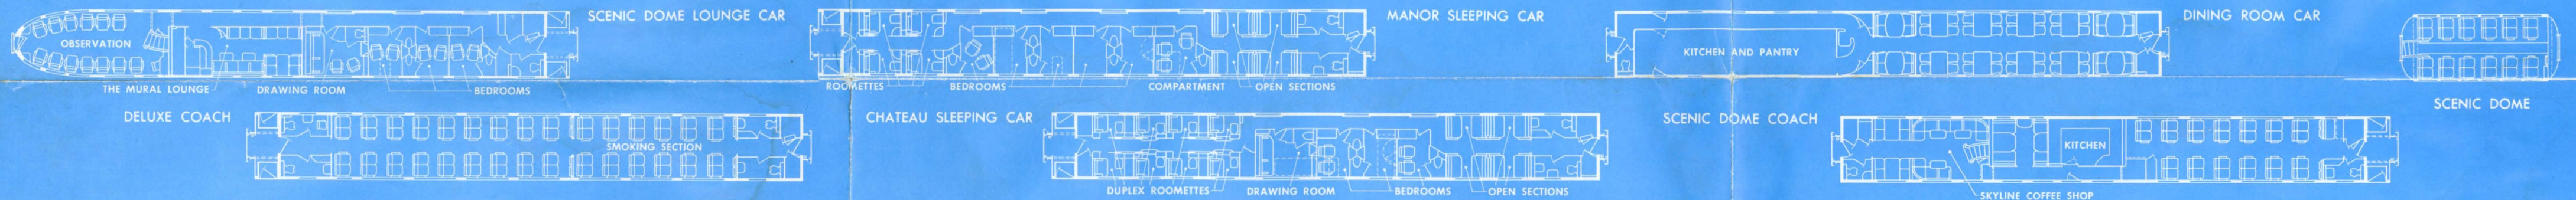 SCENIC DOME LOUNGE CAR
OBSERVATION
THE MURAL LOUNGE
DRAWING ROOM
BEDROOMS
MANOR SLEEPING CAR
ROOMETTES
BEDROOMS
COMPARTMENT
OPEN SECTIONS
DINING ROOM CAR
KITCHEN AND PANTRY
SCENIC DOME
DELUXE COACH
SMOKING SECTION
CHATEAU SLEEPING CAR
DUPLEX ROOMETTES
DRAWING ROOM
BEDROOMS
OPEN SECTIONS
SCENIC DOME COACH
KITCHEN
SKYLINE COFFEE SHOP